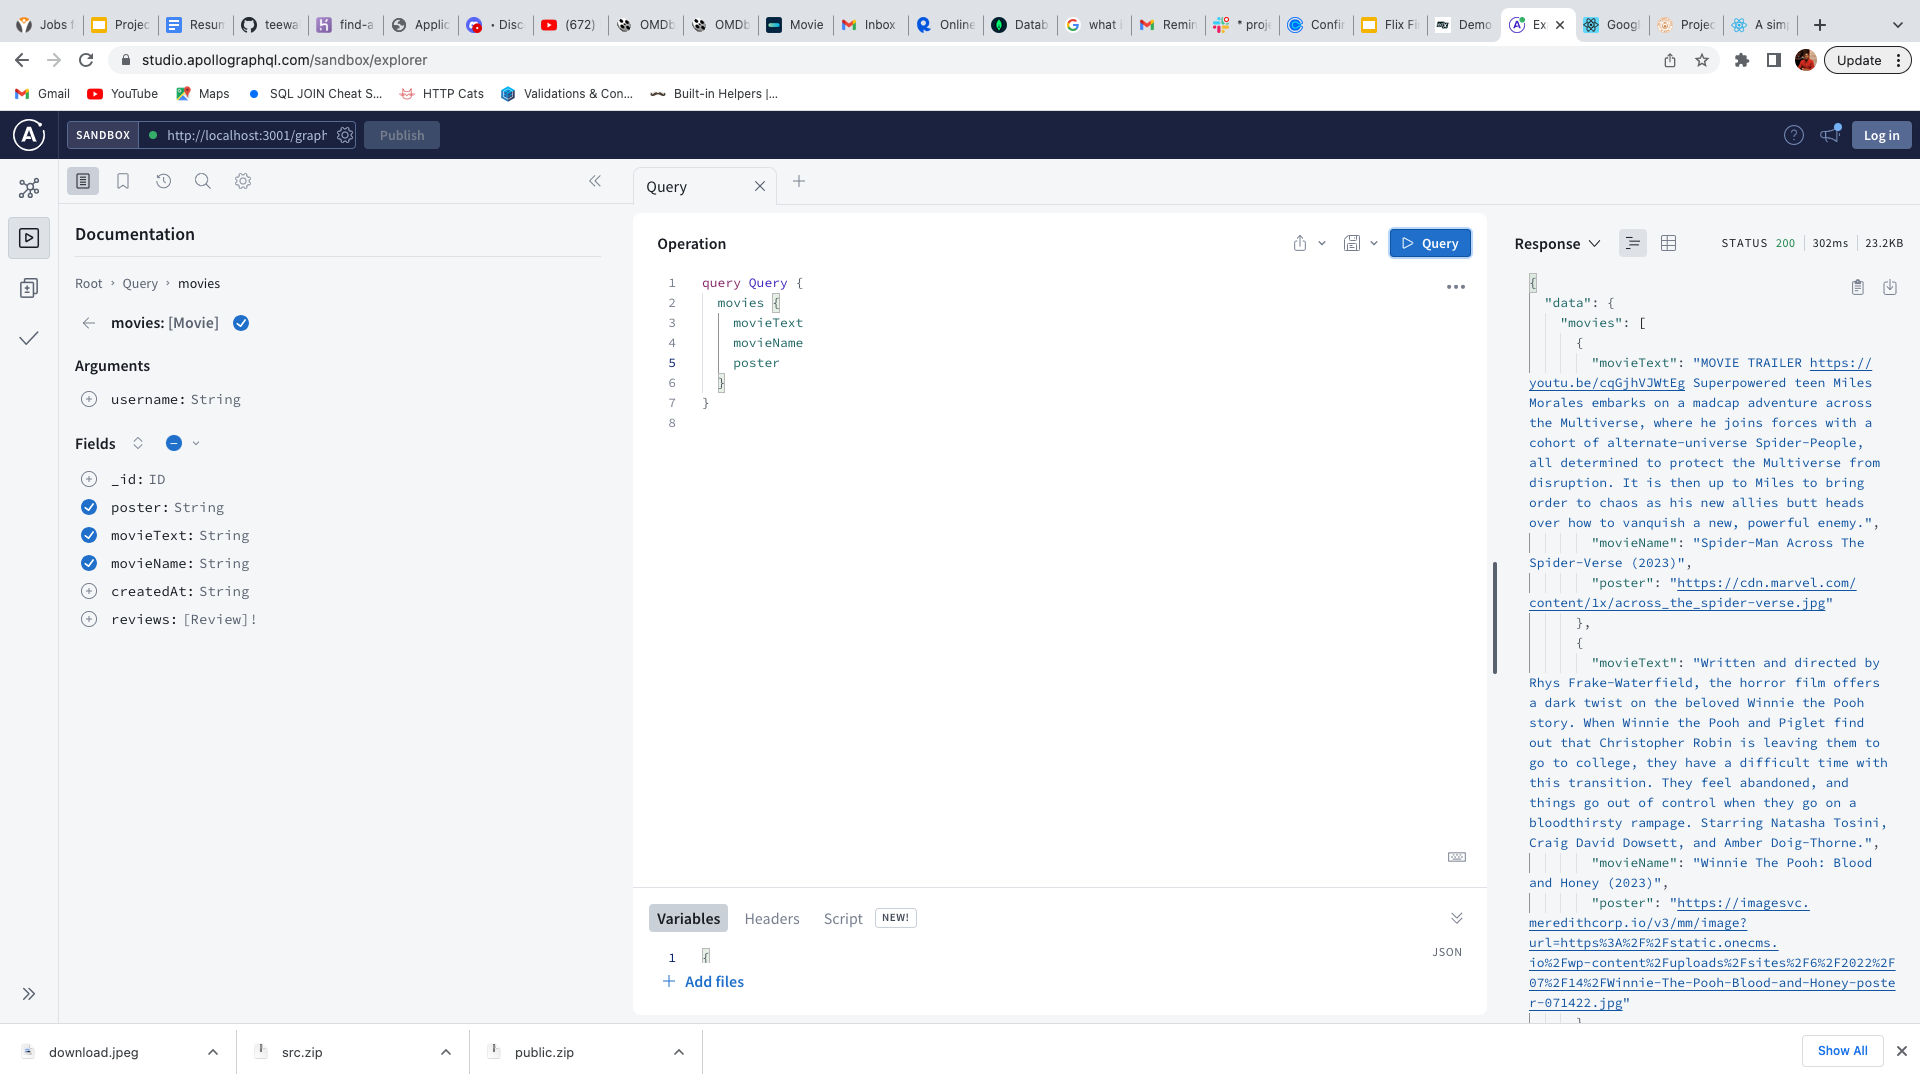 Jobs f
Projec
Resum
teewa
find-a
Applic
• Disc
(672)
OMDb
OMDb
Movie
Inbox
Online
Datab
what i
Remin
* proje
Confir
Flix Fi
Demo
Ex
Googl
Projec
A sim
studio.apollographql.com/sandbox/explorer
Update
Gmail
YouTube
Maps
SQL JOIN Cheat S...
HTTP Cats
Validations & Con...
Built-in Helpers |...
SANDBOX
http://localhost:3001/graph
Publish
Log in
Query
Documentation
Root › Query › movies
movies: [Movie]
Arguments
username: String
Fields
_id: ID
poster: String
movieText: String
movieName: String
createdAt: String
reviews: [Review]!
Operation
Query
1 query Query {
2 movies {
3 movieText
4 movieName
5 poster
6 }
7 }
8
Variables
Headers
Script
NEW!
1 {
JSON
Add files
Response
STATUS 200
302ms
23.2KB
{
"data": {
"movies": [
{
"movieText": "MOVIE TRAILER https://
youtu.be/cqGjhVJWtEg Superpowered teen Miles
Morales embarks on a madcap adventure across
the Multiverse, where he joins forces with a
cohort of alternate-universe Spider-People,
all determined to protect the Multiverse from
disruption. It is then up to Miles to bring
order to chaos as his new allies butt heads
over how to vanquish a new, powerful enemy.",
"movieName": "Spider-Man Across The
Spider-Verse (2023)",
"poster": "https://cdn.marvel.com/
content/1x/across_the_spider-verse.jpg"
},
{
"movieText": "Written and directed by
Rhys Frake-Waterfield, the horror film offers
a dark twist on the beloved Winnie the Pooh
story. When Winnie the Pooh and Piglet find
out that Christopher Robin is leaving them to
go to college, they have a difficult time with
this transition. They feel abandoned, and
things go out of control when they go on a
bloodthirsty rampage. Starring Natasha Tosini,
Craig David Dowsett, and Amber Doig-Thorne.",
"movieName": "Winnie The Pooh: Blood
and Honey (2023)",
"poster": "https://imagesvc.
meredithcorp.io/v3/mm/image?
url=https%3A%2F%2Fstatic.onecms.
io%2Fwp-content%2Fuploads%2Fsites%2F6%2F2022%2F
07%2F14%2FWinnie-The-Pooh-Blood-and-Honey-poste
r-071422.jpg"
}
download.jpeg
src.zip
public.zip
Show All